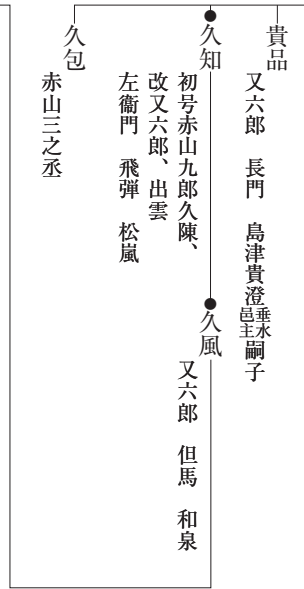 貴品
又六郎 長門 島津貴澄垂水邑主嗣子
●久知
初号赤山九郎久陳、
改又六郎、出雲
左衞門 飛弾 松嵐
●久風
又六郎 但馬 和泉
久包
赤山三之丞